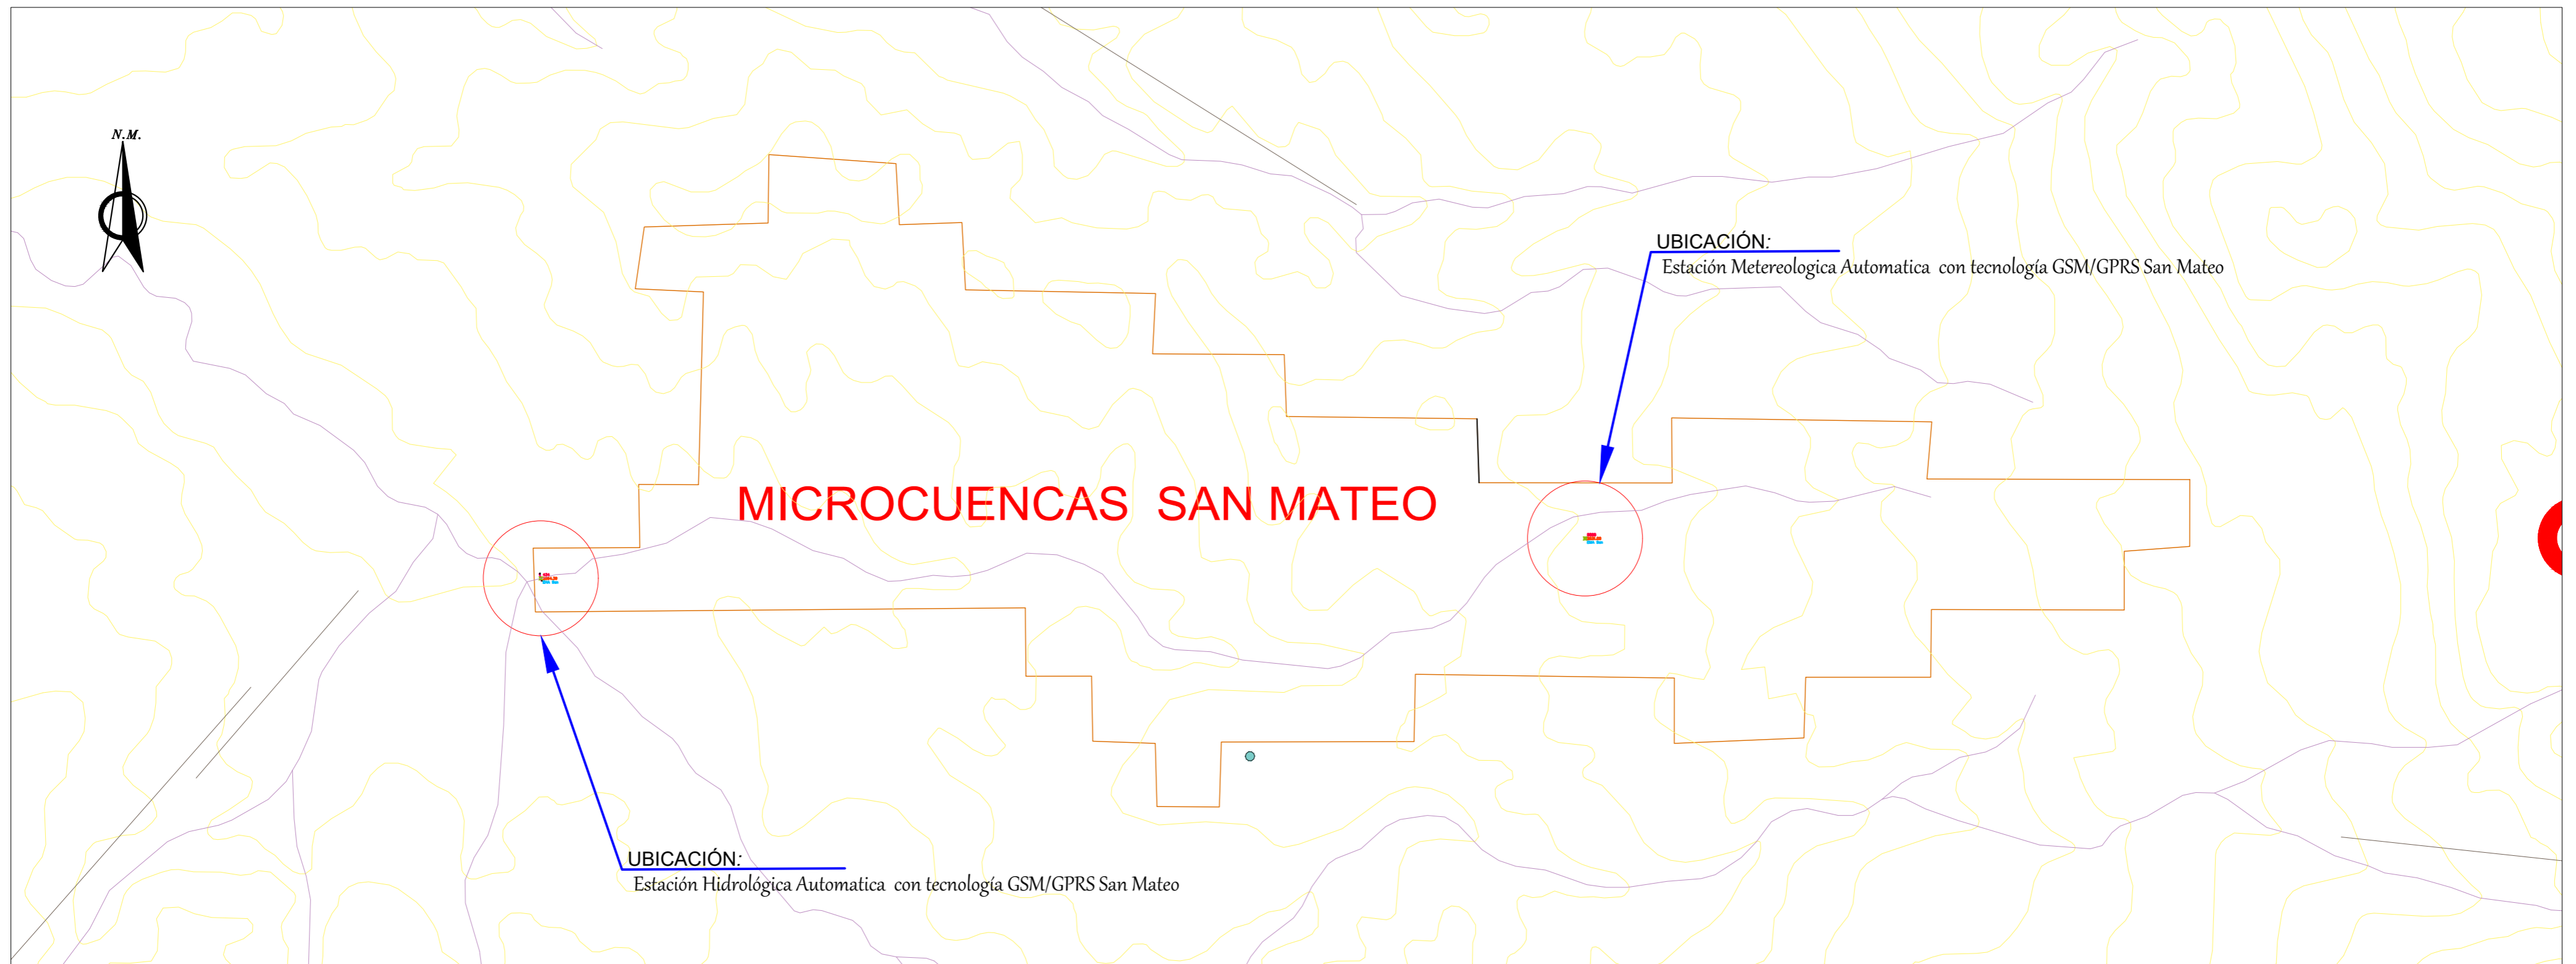 N.M.
UBICACIÓN:
Estación Metereologica Automatica con tecnología GSM/GPRS San Mateo
MICROCUENCAS SAN MATEO
UBICACIÓN:
Estación Hidrológica Automatica con tecnología GSM/GPRS San Mateo